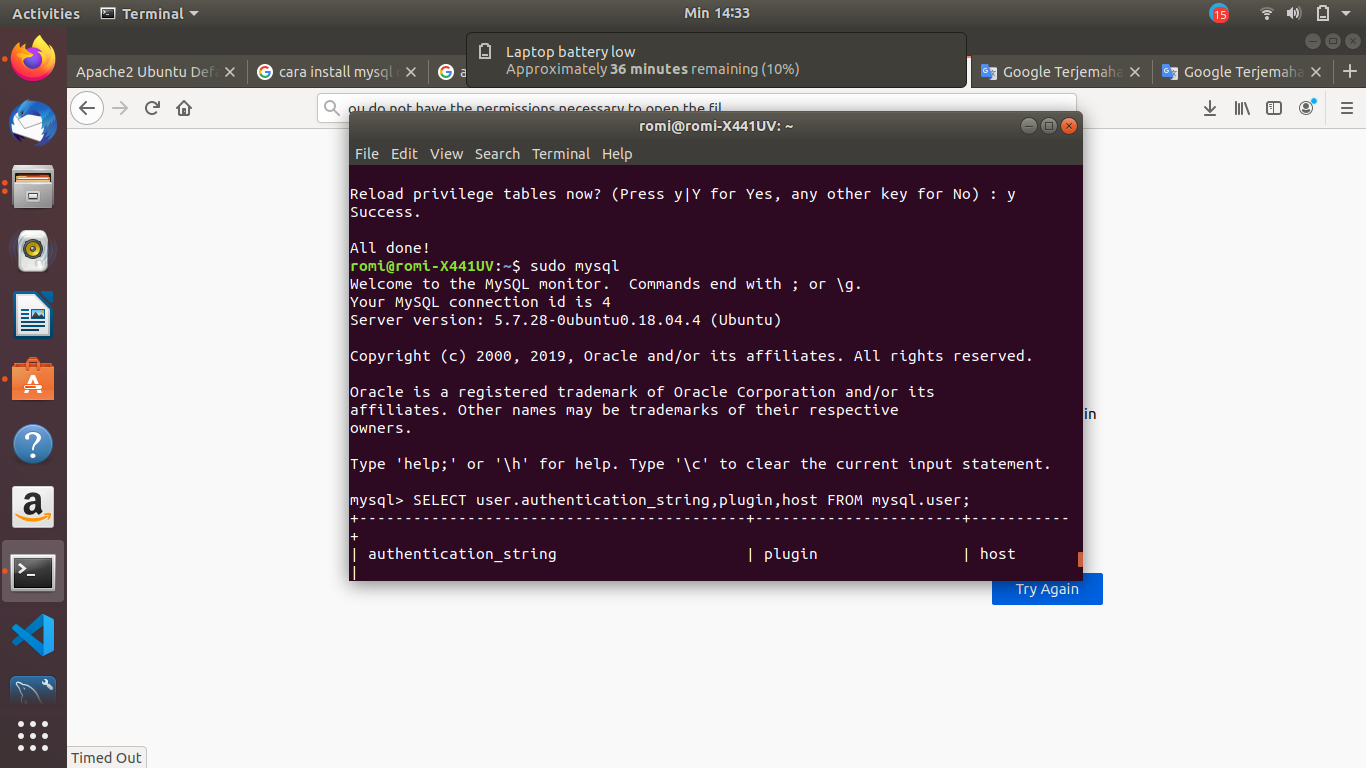 Activities
Terminal
Min 14:33
15
Laptop battery low
Approximately 36 minutes remaining (10%)
Apache2 Ubuntu Def
cara install mysql
a
Google Terjemaha
Google Terjemaha
ou do not have the permissions necessary to open the fil
romi@romi-X441UV: ~
File Edit View Search Terminal Help
Reload privilege tables now? (Press y|Y for Yes, any other key for No) : y
Success.
All done!
romi@romi-X441UV:~$ sudo mysql
Welcome to the MySQL monitor.  Commands end with ; or \g.
Your MySQL connection id is 4
Server version: 5.7.28-0ubuntu0.18.04.4 (Ubuntu)
Copyright (c) 2000, 2019, Oracle and/or its affiliates. All rights reserved.
Oracle is a registered trademark of Oracle Corporation and/or its
affiliates. Other names may be trademarks of their respective
owners.
Type 'help;' or '\h' for help. Type '\c' to clear the current input statement.
mysql> SELECT user.authentication_string,plugin,host FROM mysql.user;
+-------------------------------------------+-----------------------+-----------
+
| authentication_string                     | plugin                | host
|
in
Try Again
Timed Out